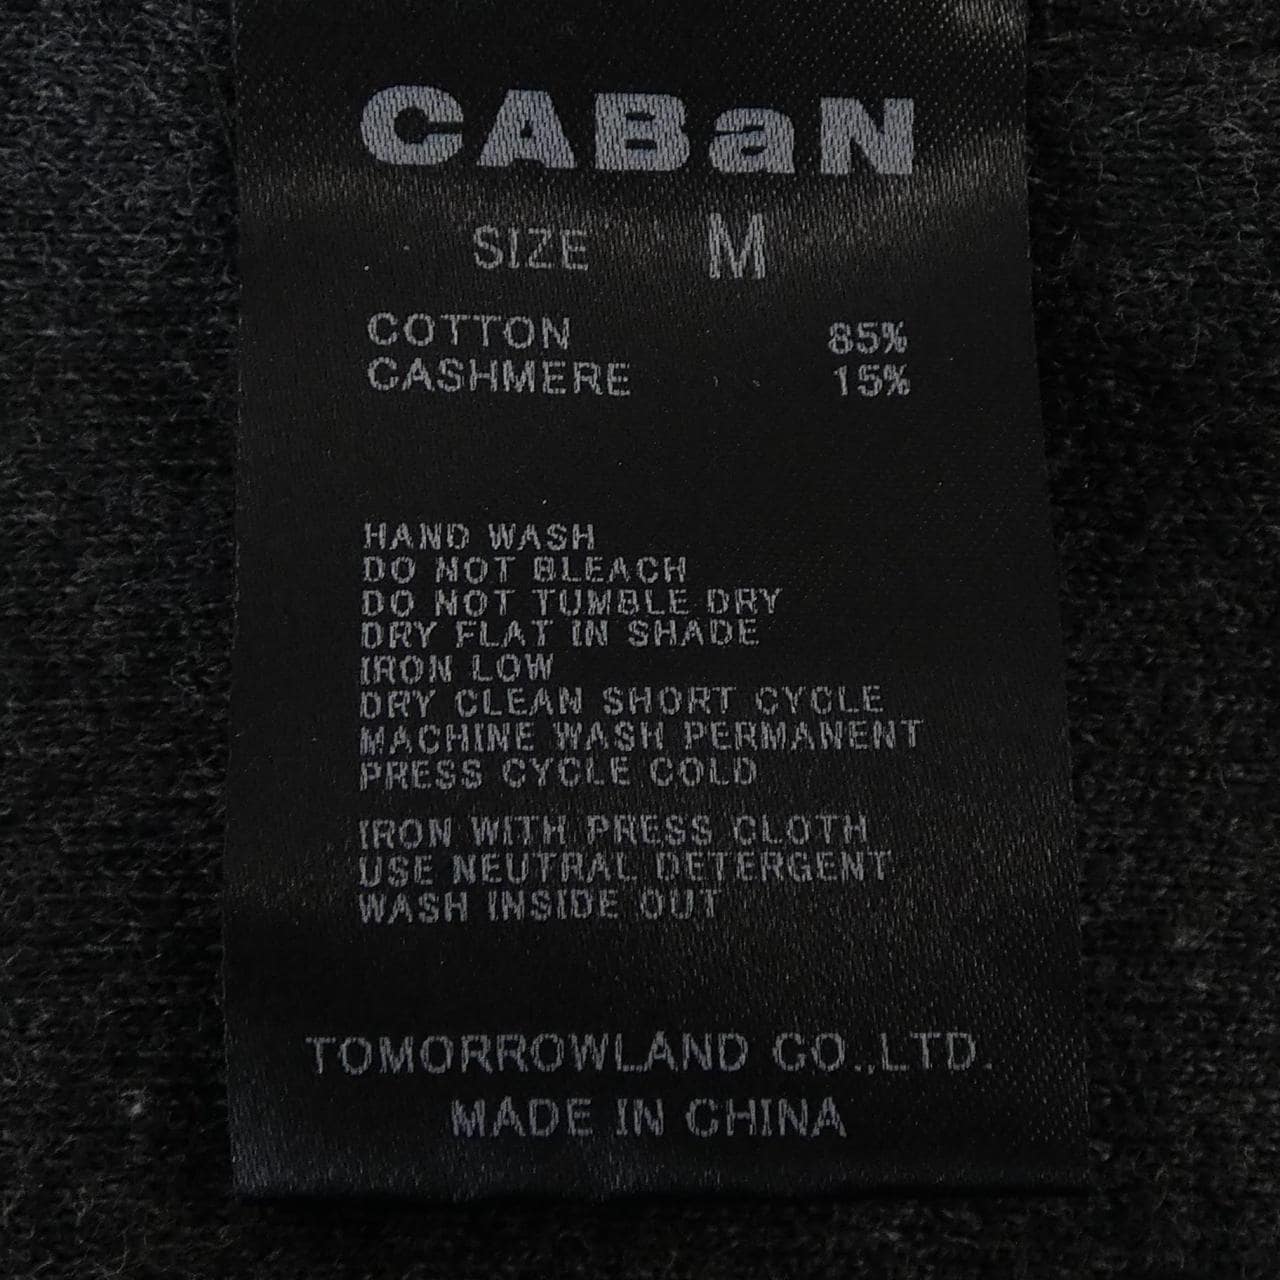 CABaN
SIZE M
COTTON 85%
CASHMERE 15%
HAND WASH
DO NOT BLEACH
DO NOT TUMBLE DRY
DRY FLAT IN SHADE
IRON LOW
DRY CLEAN SHORT CYCLE
MACHINE WASH PERMANENT
PRESS CYCLE COLD
IRON WITH PRESS CLOTH
USE NEUTRAL DETERGENT
WASH INSIDE OUT
TOMORROWLAND CO.,LTD.
MADE IN CHINA